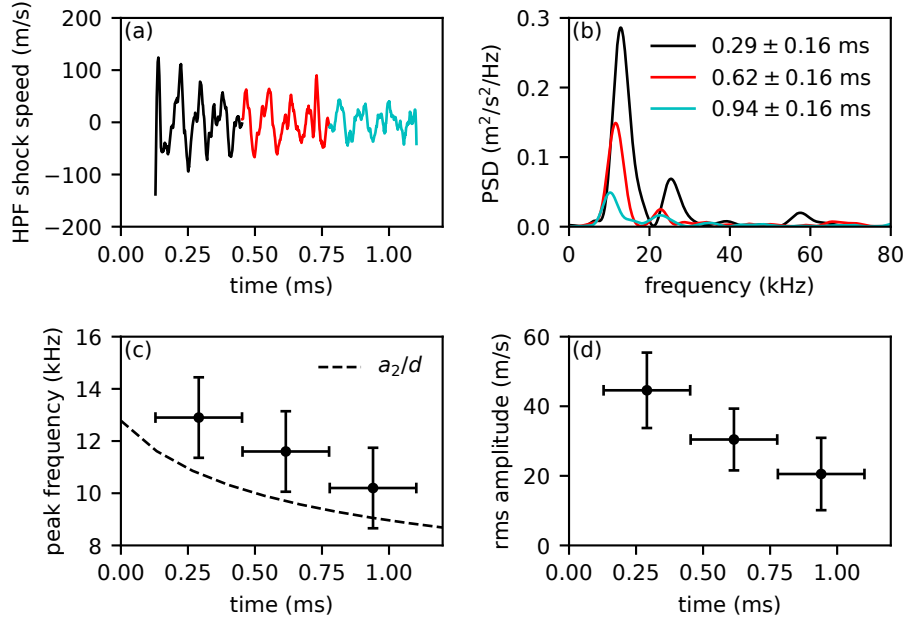 (a)
HPF shock speed (m/s)
200
100
0
−100
−200
0.00 0.25 0.50 0.75 1.00
time (ms)
(b)
PSD (m²/s²/Hz)
0.3
0.2
0.1
0.0
0.29 ± 0.16 ms
0.62 ± 0.16 ms
0.94 ± 0.16 ms
0 20 40 60 80
frequency (kHz)
(c)
peak frequency (kHz)
16
14
12
10
8
a₂/d
0.00 0.25 0.50 0.75 1.00
time (ms)
(d)
rms amplitude (m/s)
60
40
20
0
0.00 0.25 0.50 0.75 1.00
time (ms)